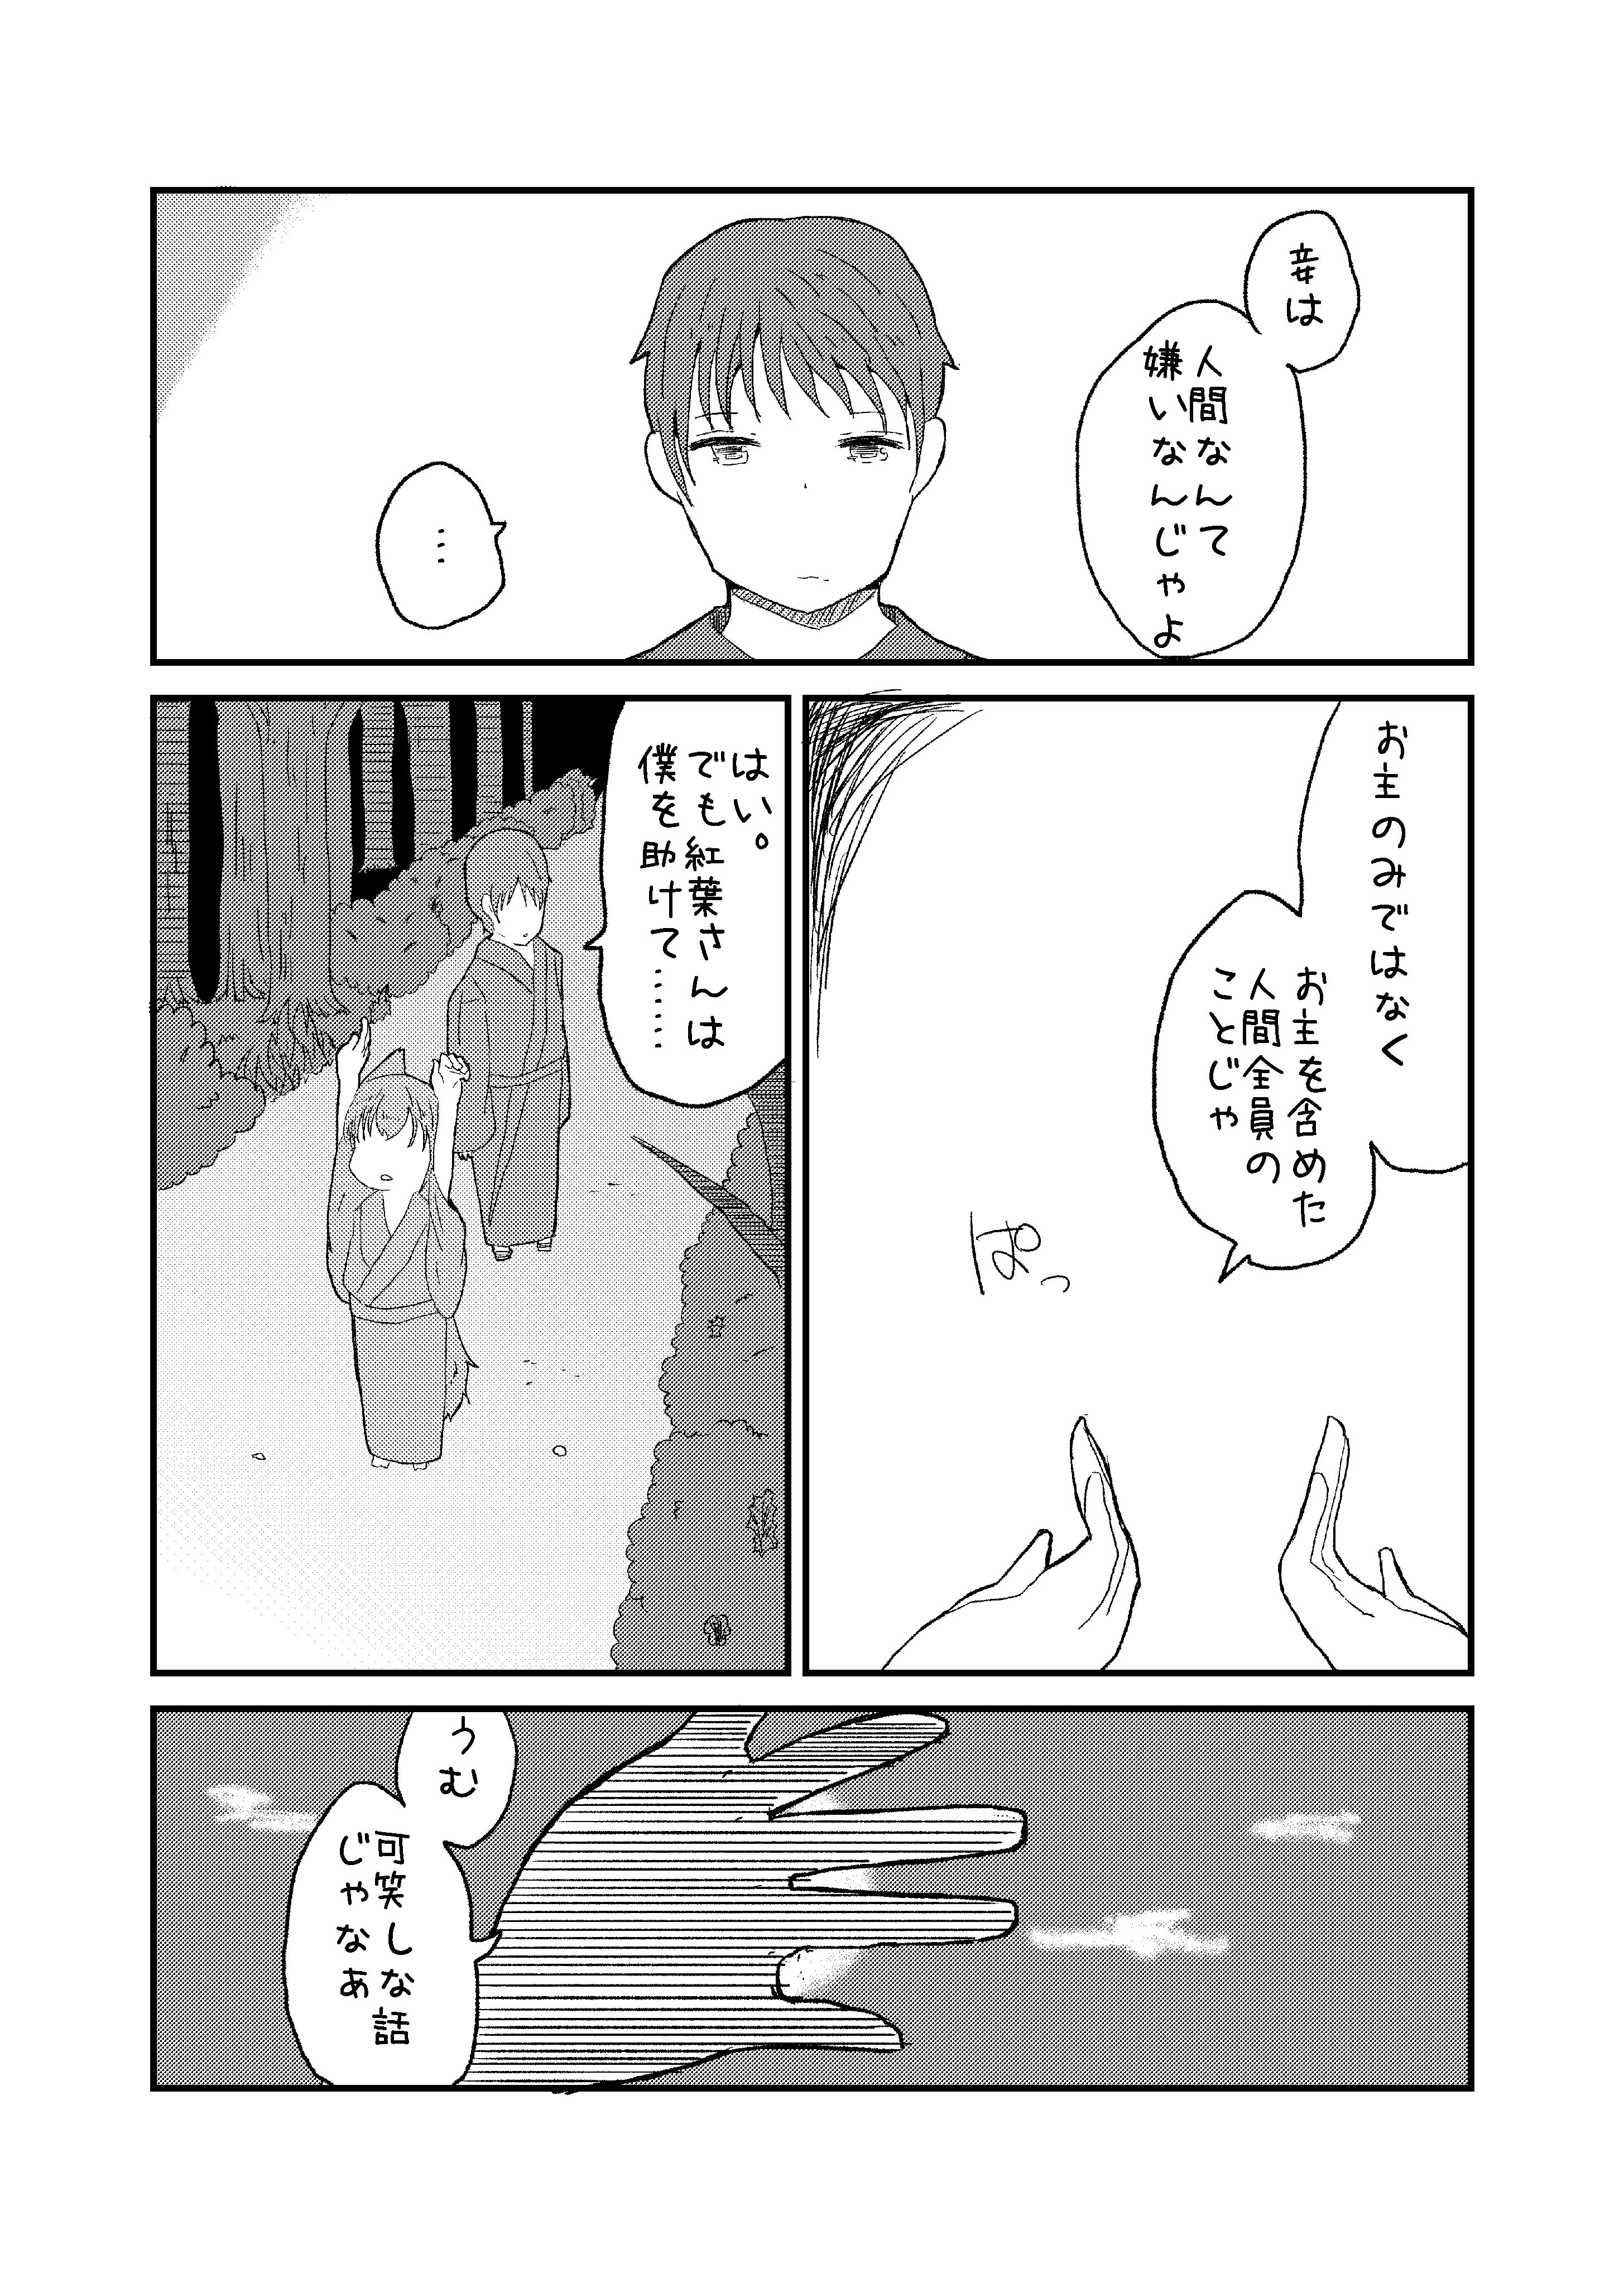 妾は
人間なんて
嫌いなんじゃよ
…
お主のみではなく
お主を含めた
人間全員の
ことじゃ
ぱっ
はい。
でも紅葉さんは
僕を助けて……
うむ
可笑しな話
じゃなあ